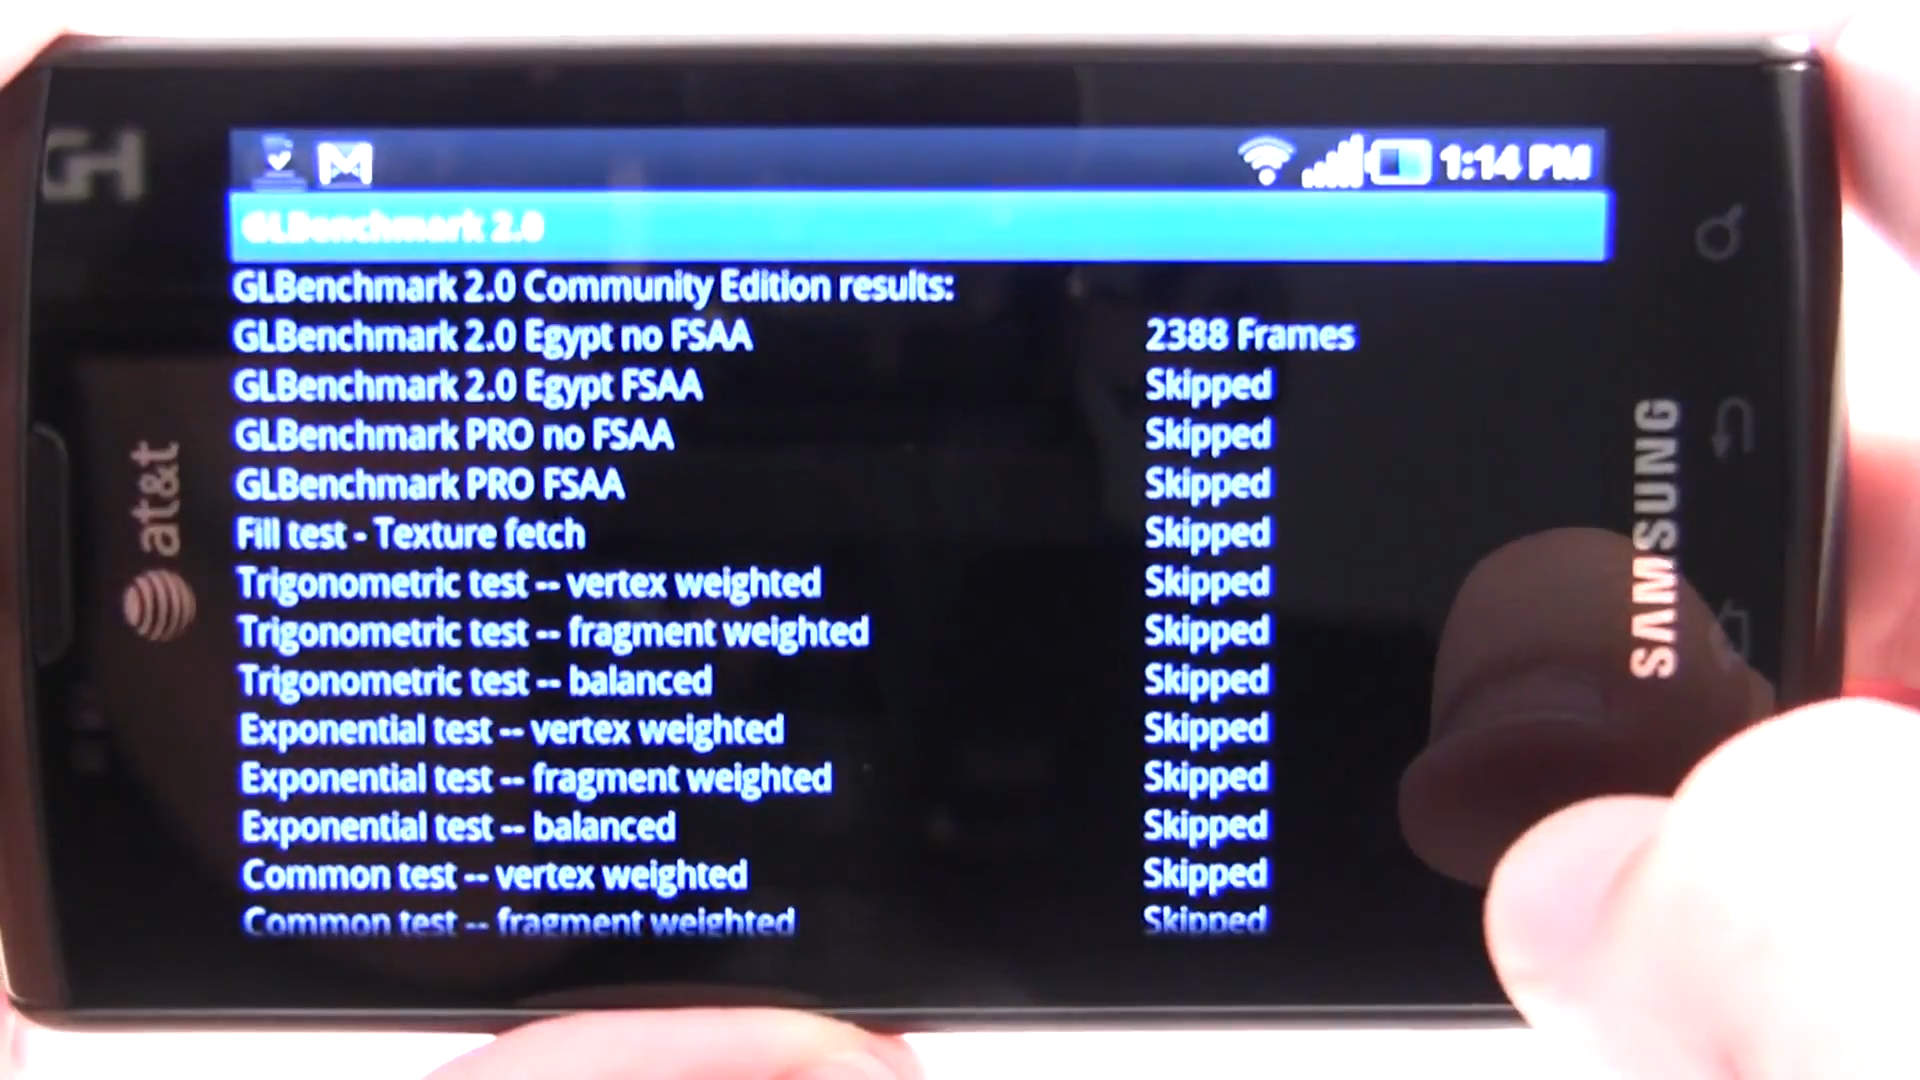 1:14 PM
GLBenchmark 2.0
GLBenchmark 2.0 Community Edition results:
GLBenchmark 2.0 Egypt no FSAA 2388 Frames
GLBenchmark 2.0 Egypt FSAA Skipped
GLBenchmark PRO no FSAA Skipped
GLBenchmark PRO FSAA Skipped
Fill test - Texture fetch Skipped
Trigonometric test -- vertex weighted Skipped
Trigonometric test -- fragment weighted Skipped
Trigonometric test -- balanced Skipped
Exponential test -- vertex weighted Skipped
Exponential test -- fragment weighted Skipped
Exponential test -- balanced Skipped
Common test -- vertex weighted Skipped
Common test -- fragment weighted Skipped
at&t
SAMSUNG
GH